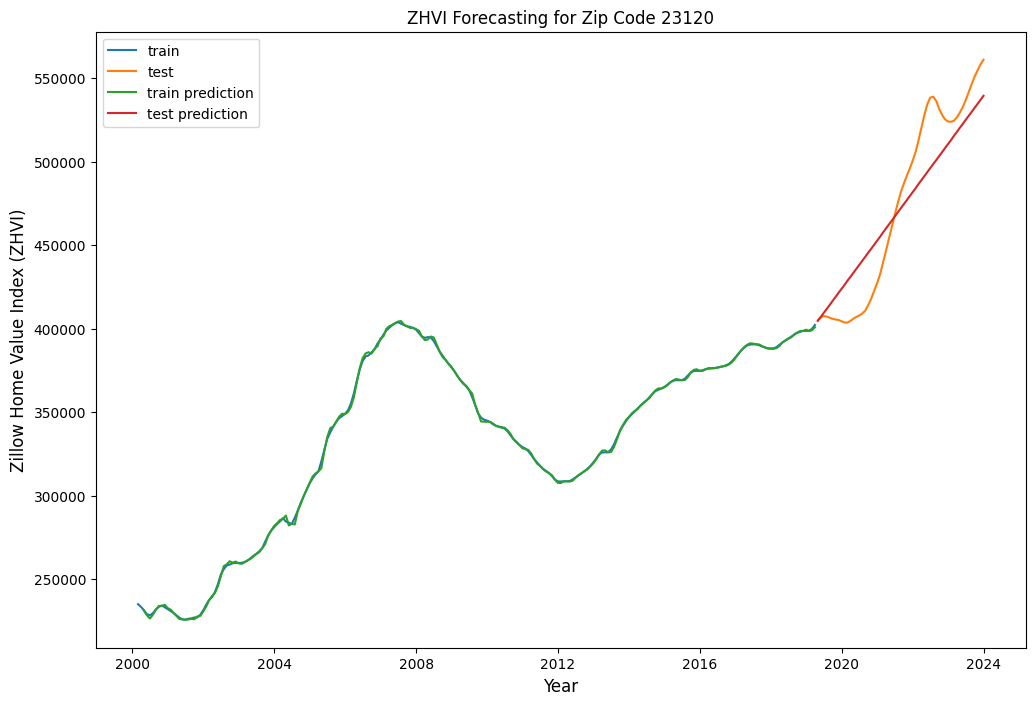 ZHVI Forecasting for Zip Code 23120
train
test
train prediction
test prediction
550000
500000
450000
400000
350000
300000
250000
Zillow Home Value Index (ZHVI)
2000
2004
2008
2012
2016
2020
2024
Year